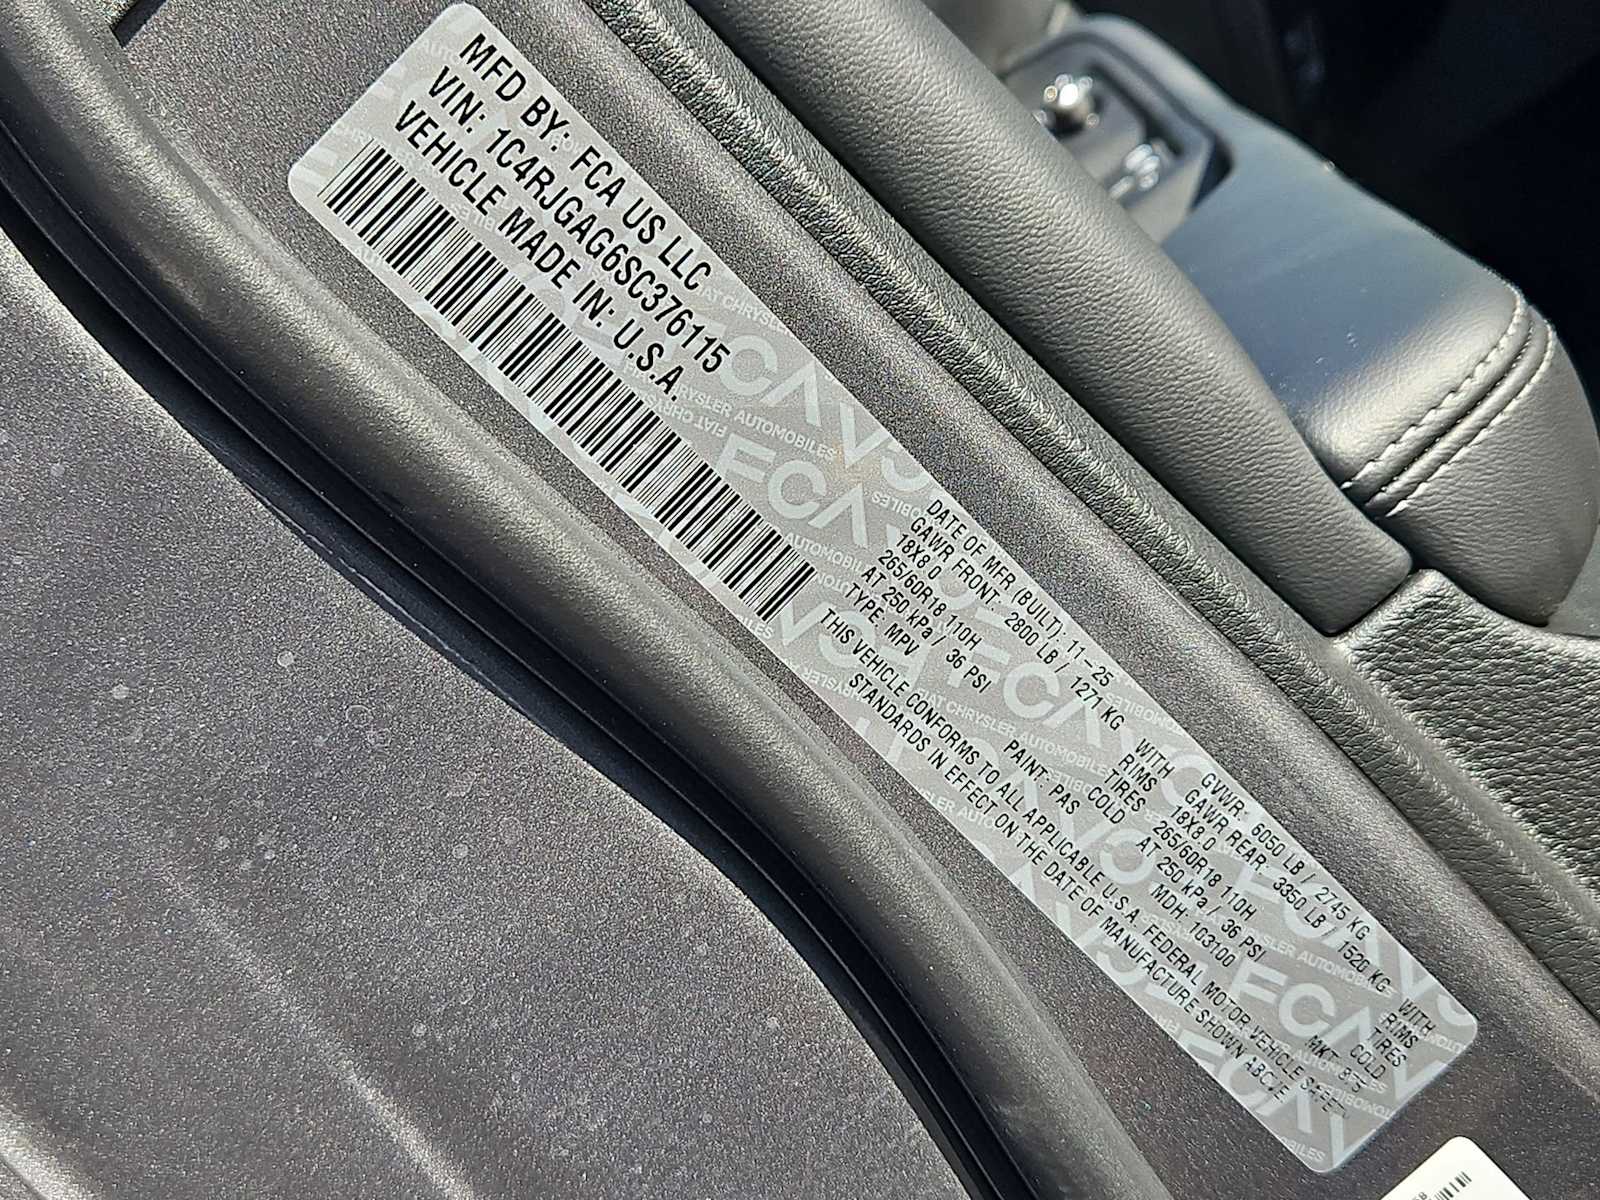 MFD BY: FCA US LLC
VIN: 1C4RJGAG6SC376115
VEHICLE MADE IN: U.S.A.
DATE OF MFR (BUILT): 11-25 GVWR: 6050 LB / 2745 KG
GAWR FRONT: 2800 LB / 1271 KG WITH GAWR REAR: 3350 LB / 1520 KG WITH
18X8.0 RIMS 18X8.0 RIMS
265/60R18 110H TIRES 265/60R18 110H TIRES
AT 250 kPa / 36 PSI COLD AT 250 kPa / 36 PSI COLD
TYPE: MPV PAINT: PAS MDH: 103100 MKT: 875
THIS VEHICLE CONFORMS TO ALL APPLICABLE U.S.A. FEDERAL MOTOR VEHICLE SAFETY
STANDARDS IN EFFECT ON THE DATE OF MANUFACTURE SHOWN ABOVE